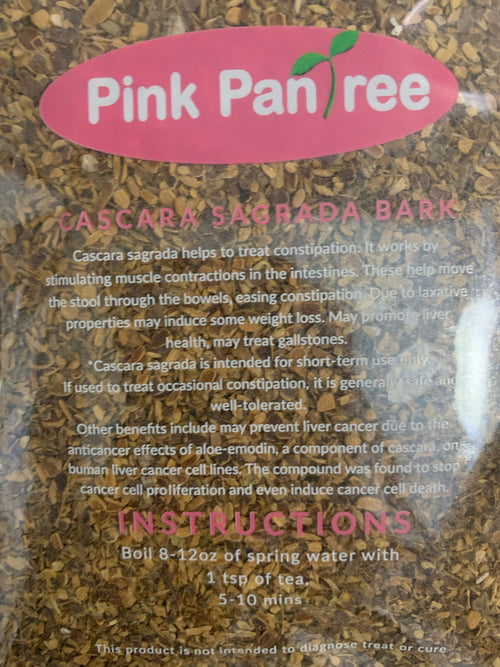 Pink PanTree
CASCARA SAGRADA BARK
Cascara sagrada helps to treat constipation. It works by
stimulating muscle contractions in the intestines. These help move
the stool through the bowels, easing constipation. Due to laxative
properties may induce some weight loss. May promote liver
health, may treat gallstones.
*Cascara sagrada is intended for short-term use only.
If used to treat occasional constipation, it is generally safe and
well-tolerated.
Other benefits include may prevent liver cancer due to the
anticancer effects of aloe-emodin, a component of cascara, on
human liver cancer cell lines. The compound was found to stop
cancer cell proliferation and even induce cancer cell death.
INSTRUCTIONS
Boil 8-12oz of spring water with
1 tsp of tea,
5-10 mins
This product is not intended to diagnose treat or cure